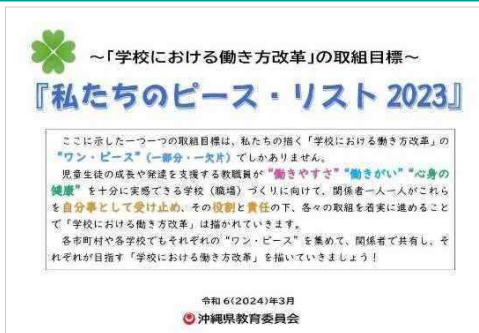 ～「学校における働き方改革」の取組目標～
『私たちのピース・リスト 2023』
ここに示した一つ一つの取組目標は、私たちの描く「学校における働き方改革」の
"ワン・ピース"（一部分・一欠片）でしかありません。
児童生徒の成長や発達を支援する教職員が"働きやすさ""働きがい""心身の
健康"を十分に実感できる学校（職場）づくりに向けて、関係者一人一人がこれら
を自分事として受け止め、その役割と責任の下、各々の取組を着実に進めること
で「学校における働き方改革」は描かれていきます。
各市町村や各学校でもそれぞれの"ワン・ピース"を集めて、関係者で共有し、そ
れぞれが目指す「学校における働き方改革」を描いていきましょう！
令和 6(2024)年3月
沖縄県教育委員会